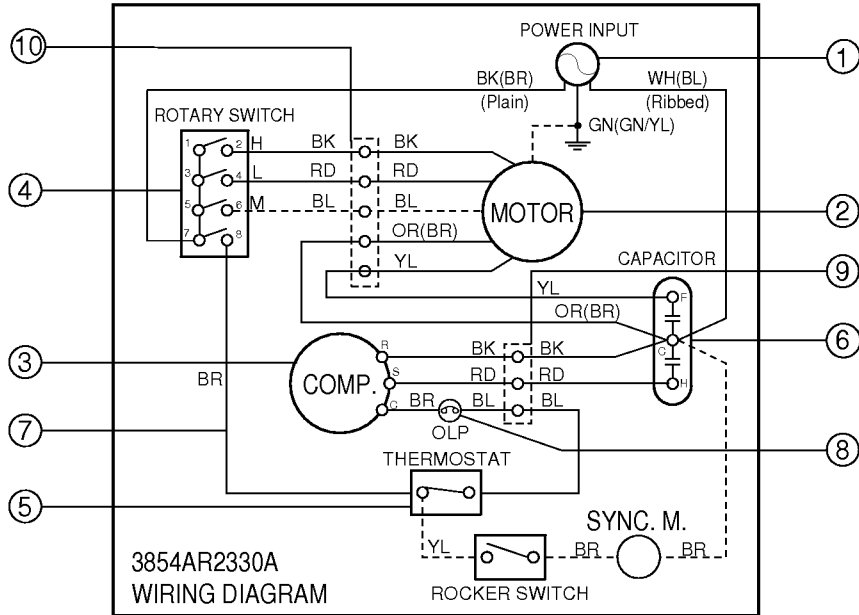 POWER INPUT
10
1
BK(BR)
WH(BL)
(Plain)
(Ribbed)
ROTARY SWITCH
GN(GN/YL)
1
2
H
BK
BK
3
4
L
RD
RD
4
5
6
M
BL
BL
MOTOR
2
7
8
OR(BR)
YL
CAPACITOR
9
YL
F
OR(BR)
6
C
3
COMP.
R
BK
BK
S
RD
RD
H
BR
C
BR
BL
BL
7
OLP
8
THERMOSTAT
5
SYNC. M.
YL
BR
BR
3854AR2330A
WIRING DIAGRAM
ROCKER SWITCH